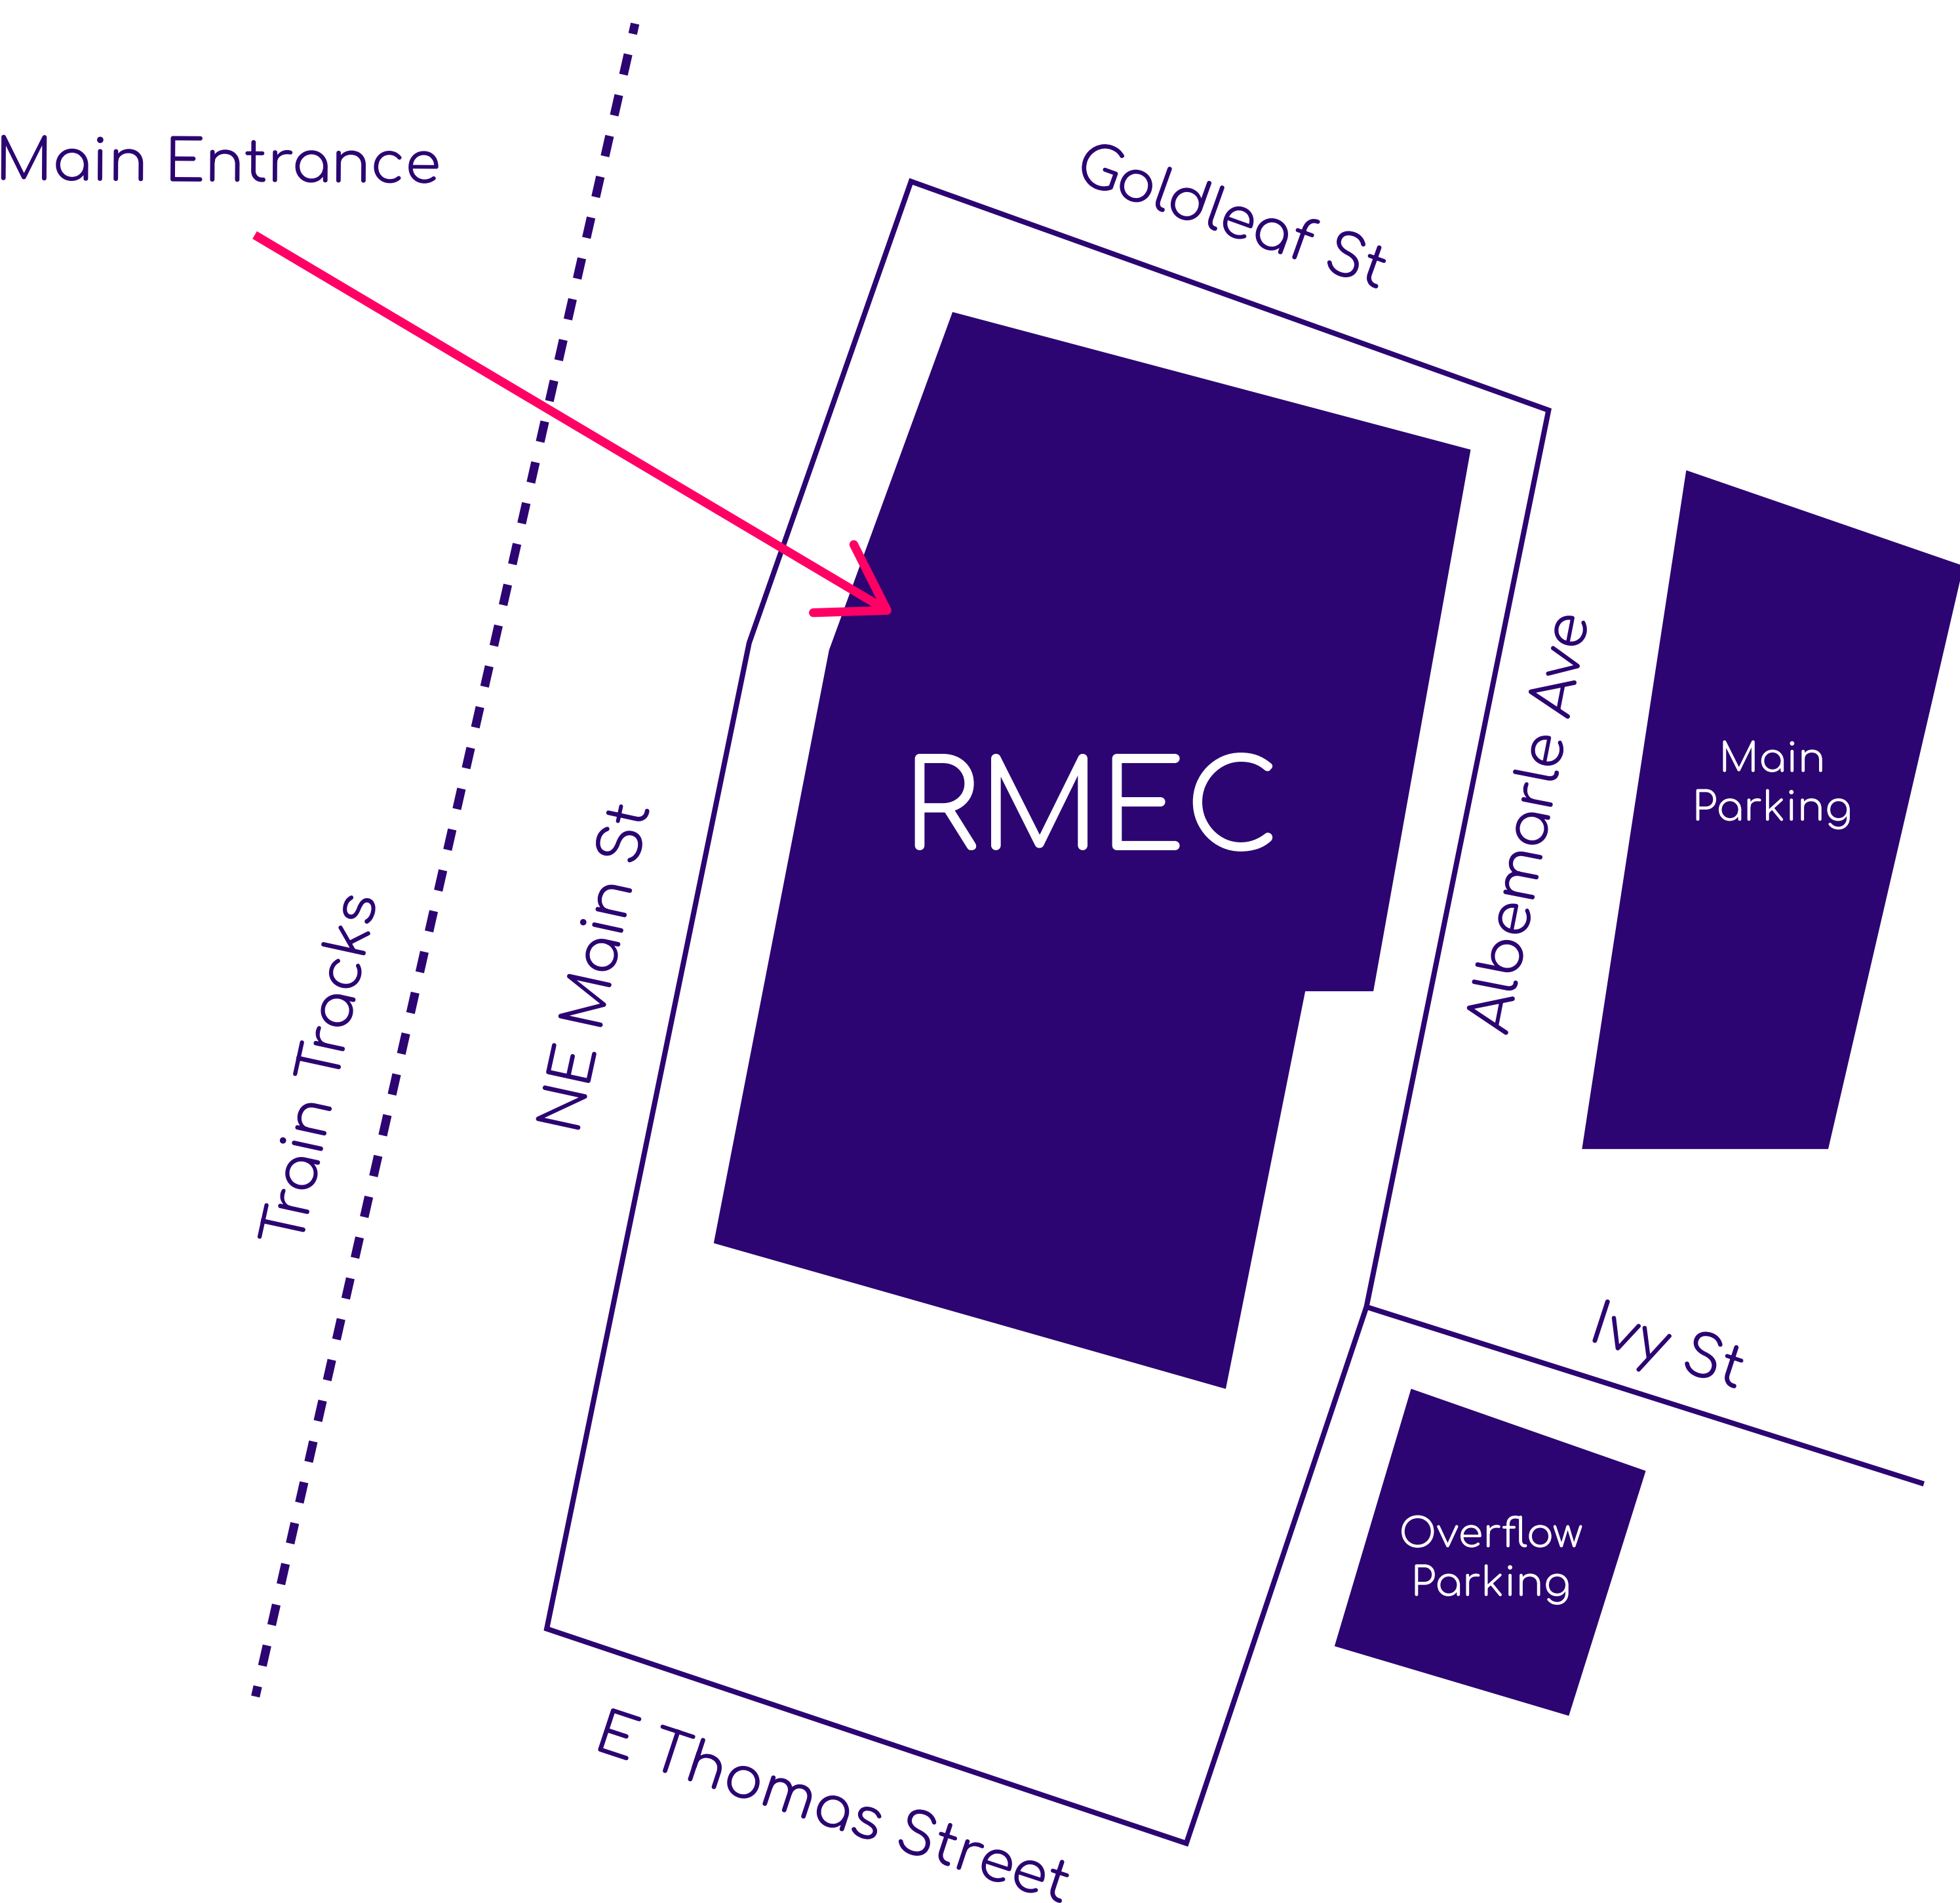 Main Entrance
Goldleaf St
RMEC
Albemarle Ave
Main
Parking
NE Main st
Train Tracks
Ivy St
Overflow
Parking
E Thomas Street